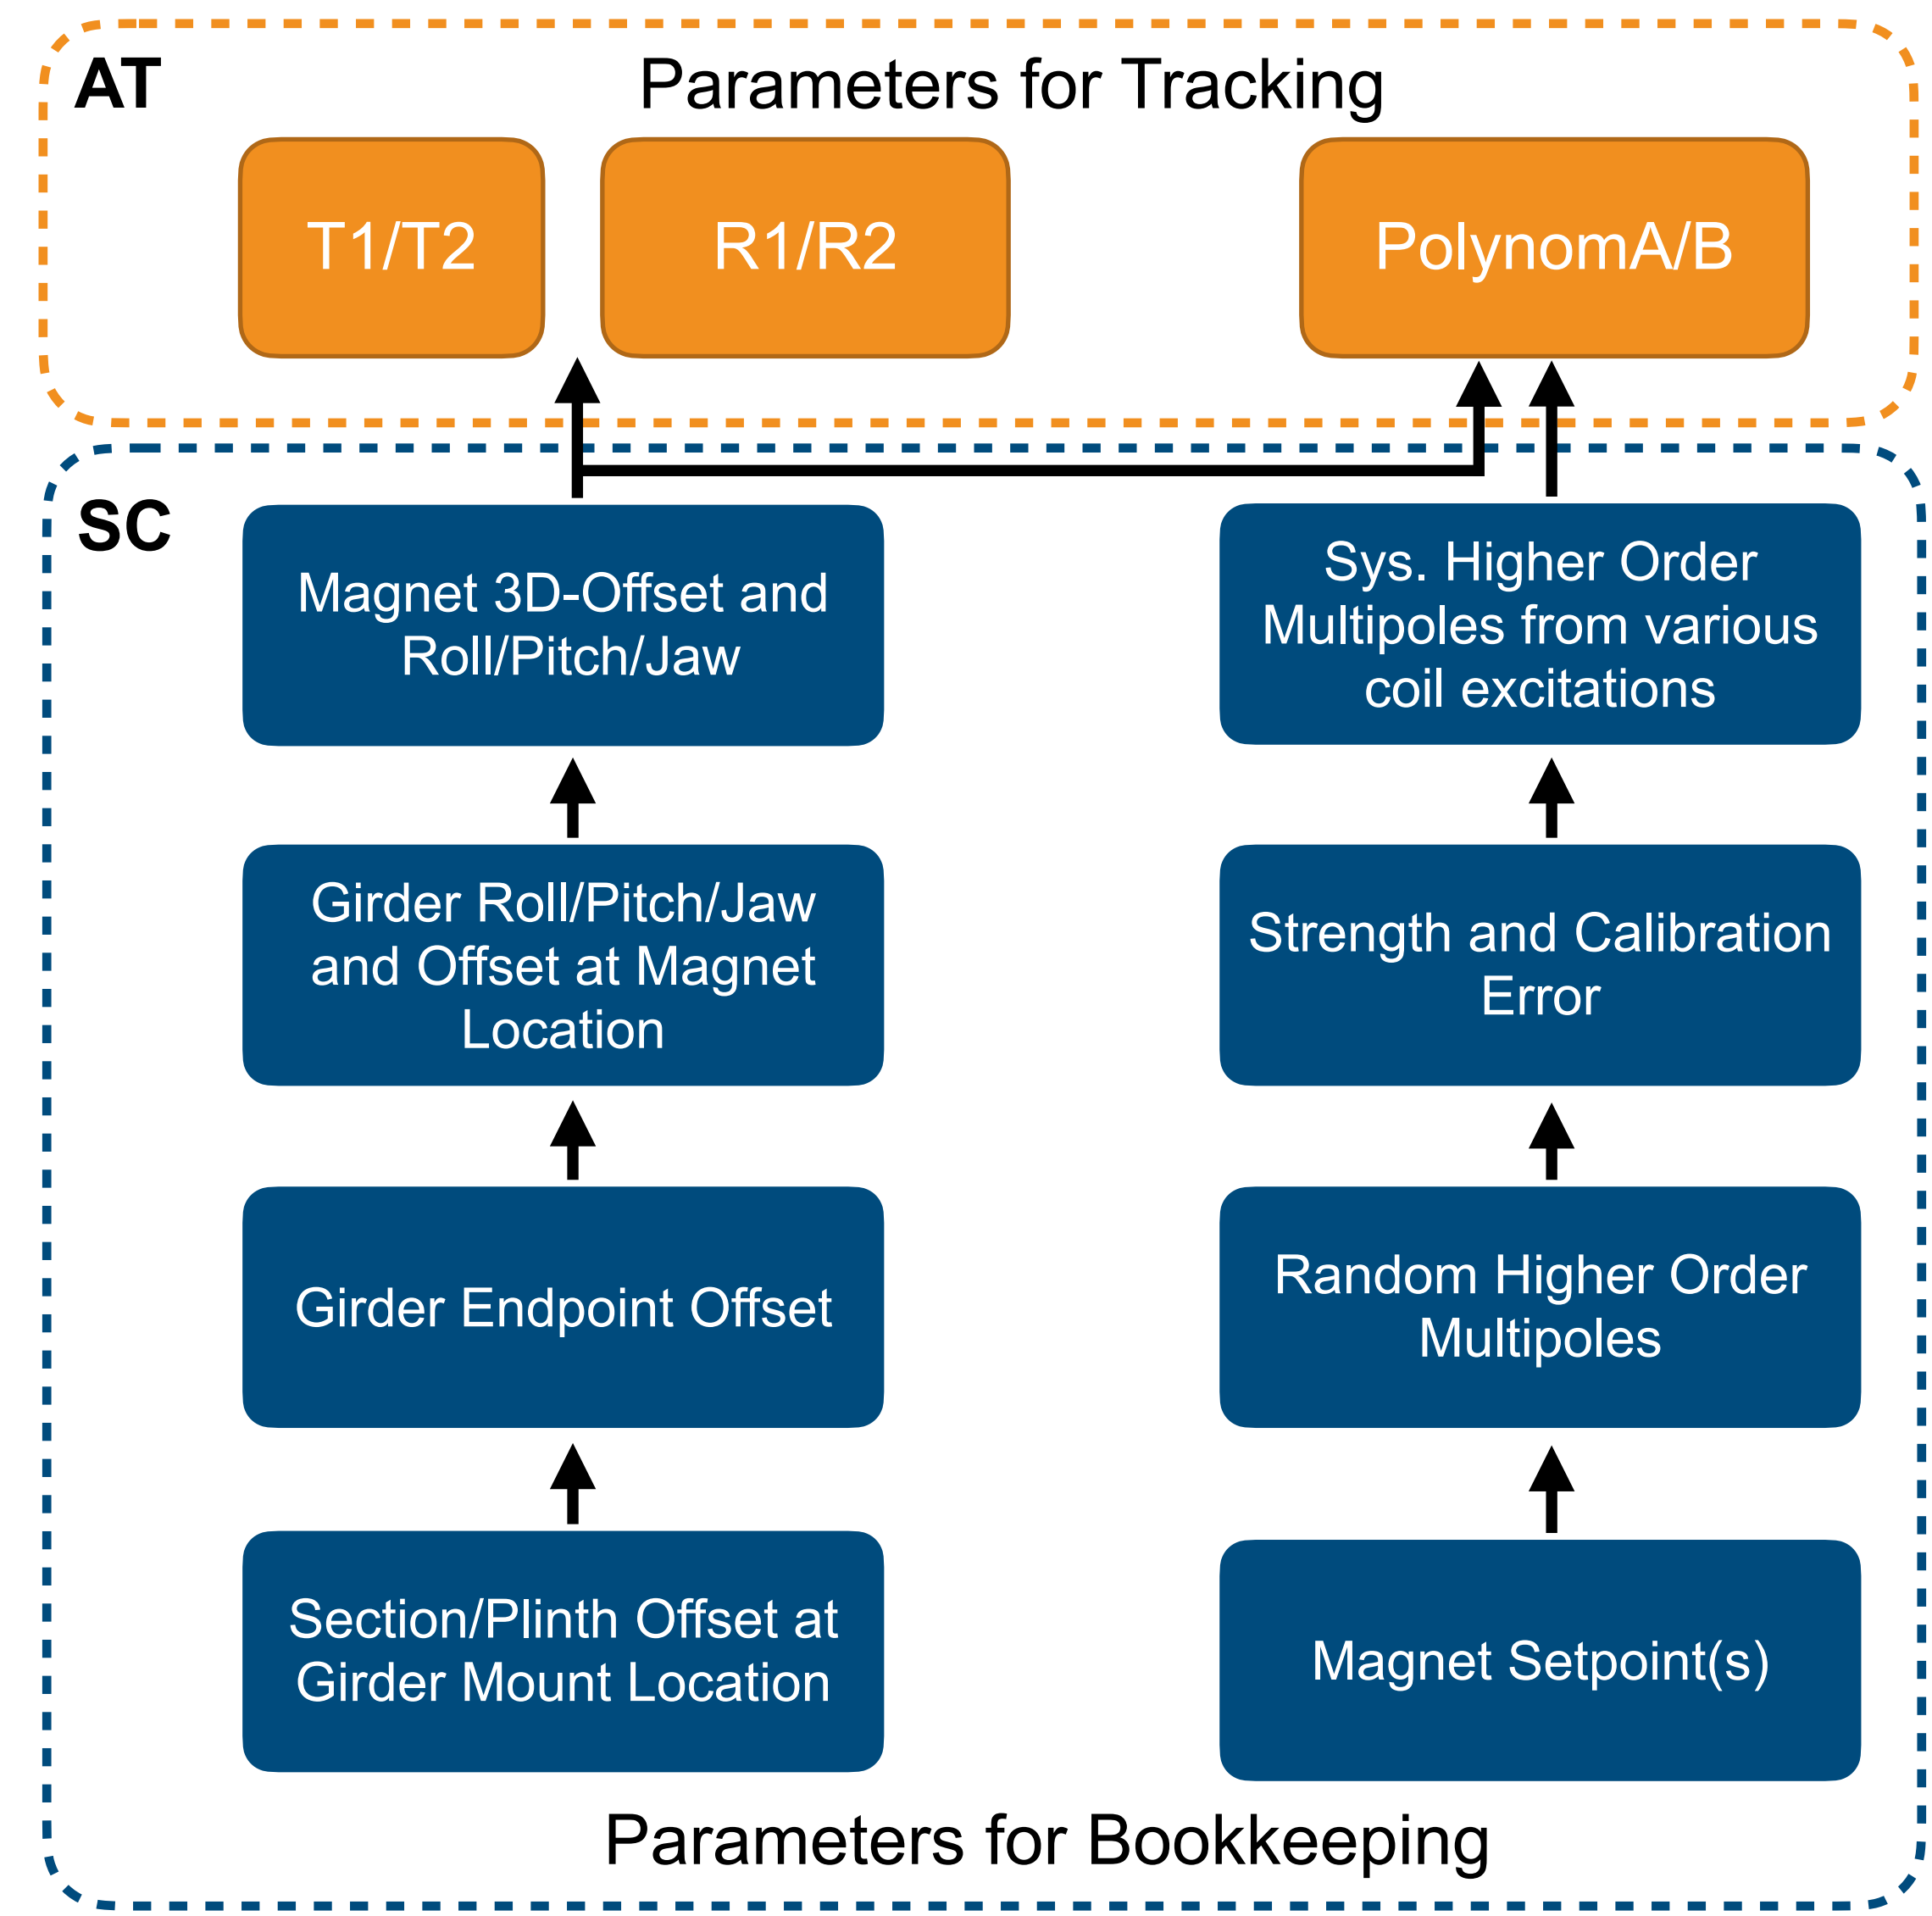 AT
Parameters for Tracking
T1/T2
R1/R2
PolynomA/B
SC
Magnet 3D-Offset and
Roll/Pitch/Jaw
Sys. Higher Order
Multipoles from various
coil excitations
Girder Roll/Pitch/Jaw
and Offset at Magnet
Location
Strength and Calibration
Error
Girder Endpoint Offset
Random Higher Order
Multipoles
Section/Plinth Offset at
Girder Mount Location
Magnet Setpoint(s)
Parameters for Bookkeeping